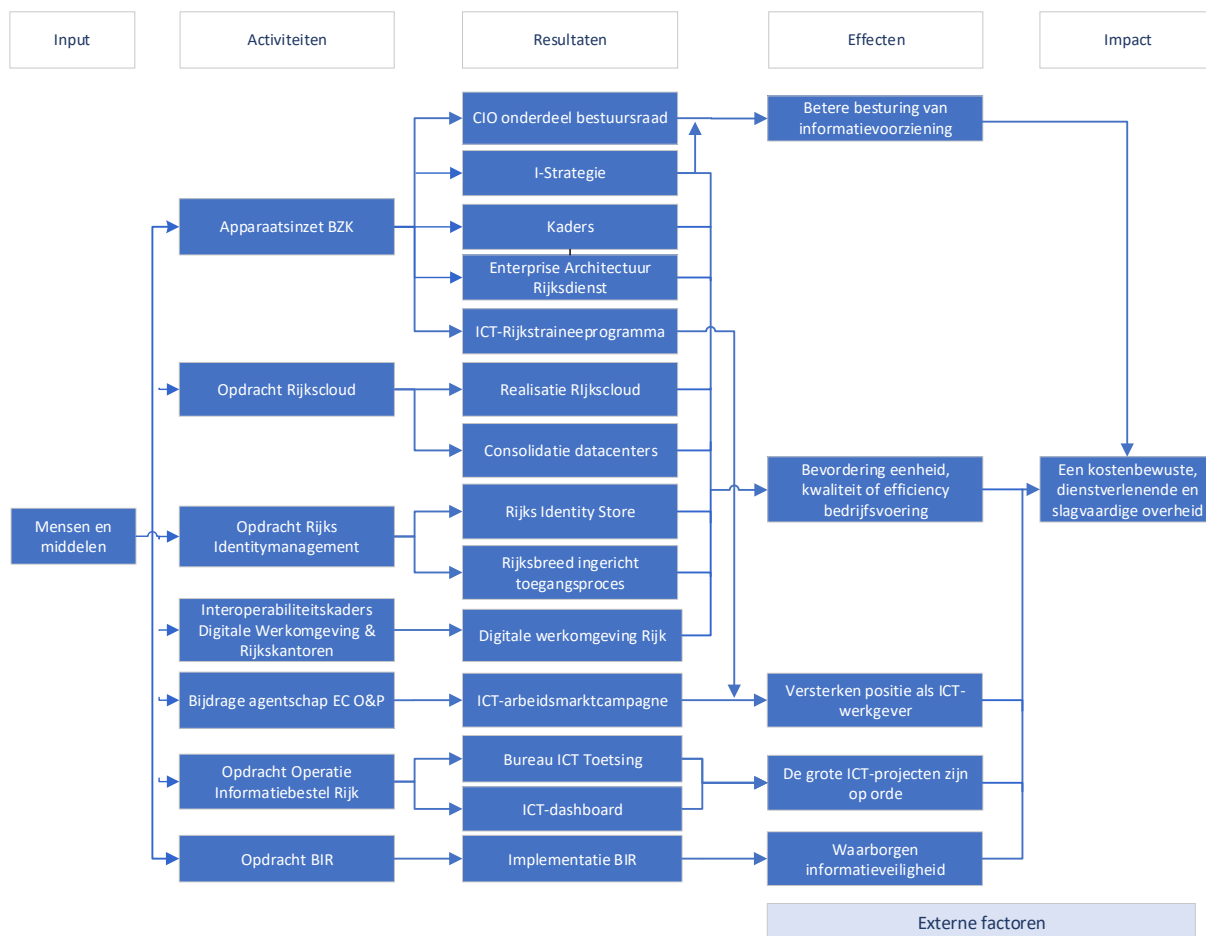 Input
Activiteiten
Resultaten
Effecten
Impact
CIO onderdeel bestuursraad
Betere besturing van
informatievoorziening
I-Strategie
Apparaatsinzet BZK
Kaders
Enterprise Architectuur
Rijksdienst
ICT-Rijkstraineeprogramma
Opdracht Rijkscloud
Realisatie RIjkscloud
Consolidatie datacenters
Bevordering eenheid,
kwaliteit of efficiency
bedrijfsvoering
Een kostenbewuste,
dienstverlenende en
slagvaardige overheid
Mensen en
middelen
Opdracht Rijks
Identitymanagement
Rijks Identity Store
Rijksbreed ingericht
toegangsproces
Interoperabiliteitskaders
Digitale Werkomgeving &
Rijkskantoren
Digitale werkomgeving Rijk
Bijdrage agentschap EC O&P
ICT-arbeidsmarktcampagne
Versterken positie als ICT-
werkgever
Opdracht Operatie
Informatiebestel Rijk
Bureau ICT Toetsing
ICT-dashboard
De grote ICT-projecten zijn
op orde
Opdracht BIR
Implementatie BIR
Waarborgen
informatieveiligheid
Externe factoren